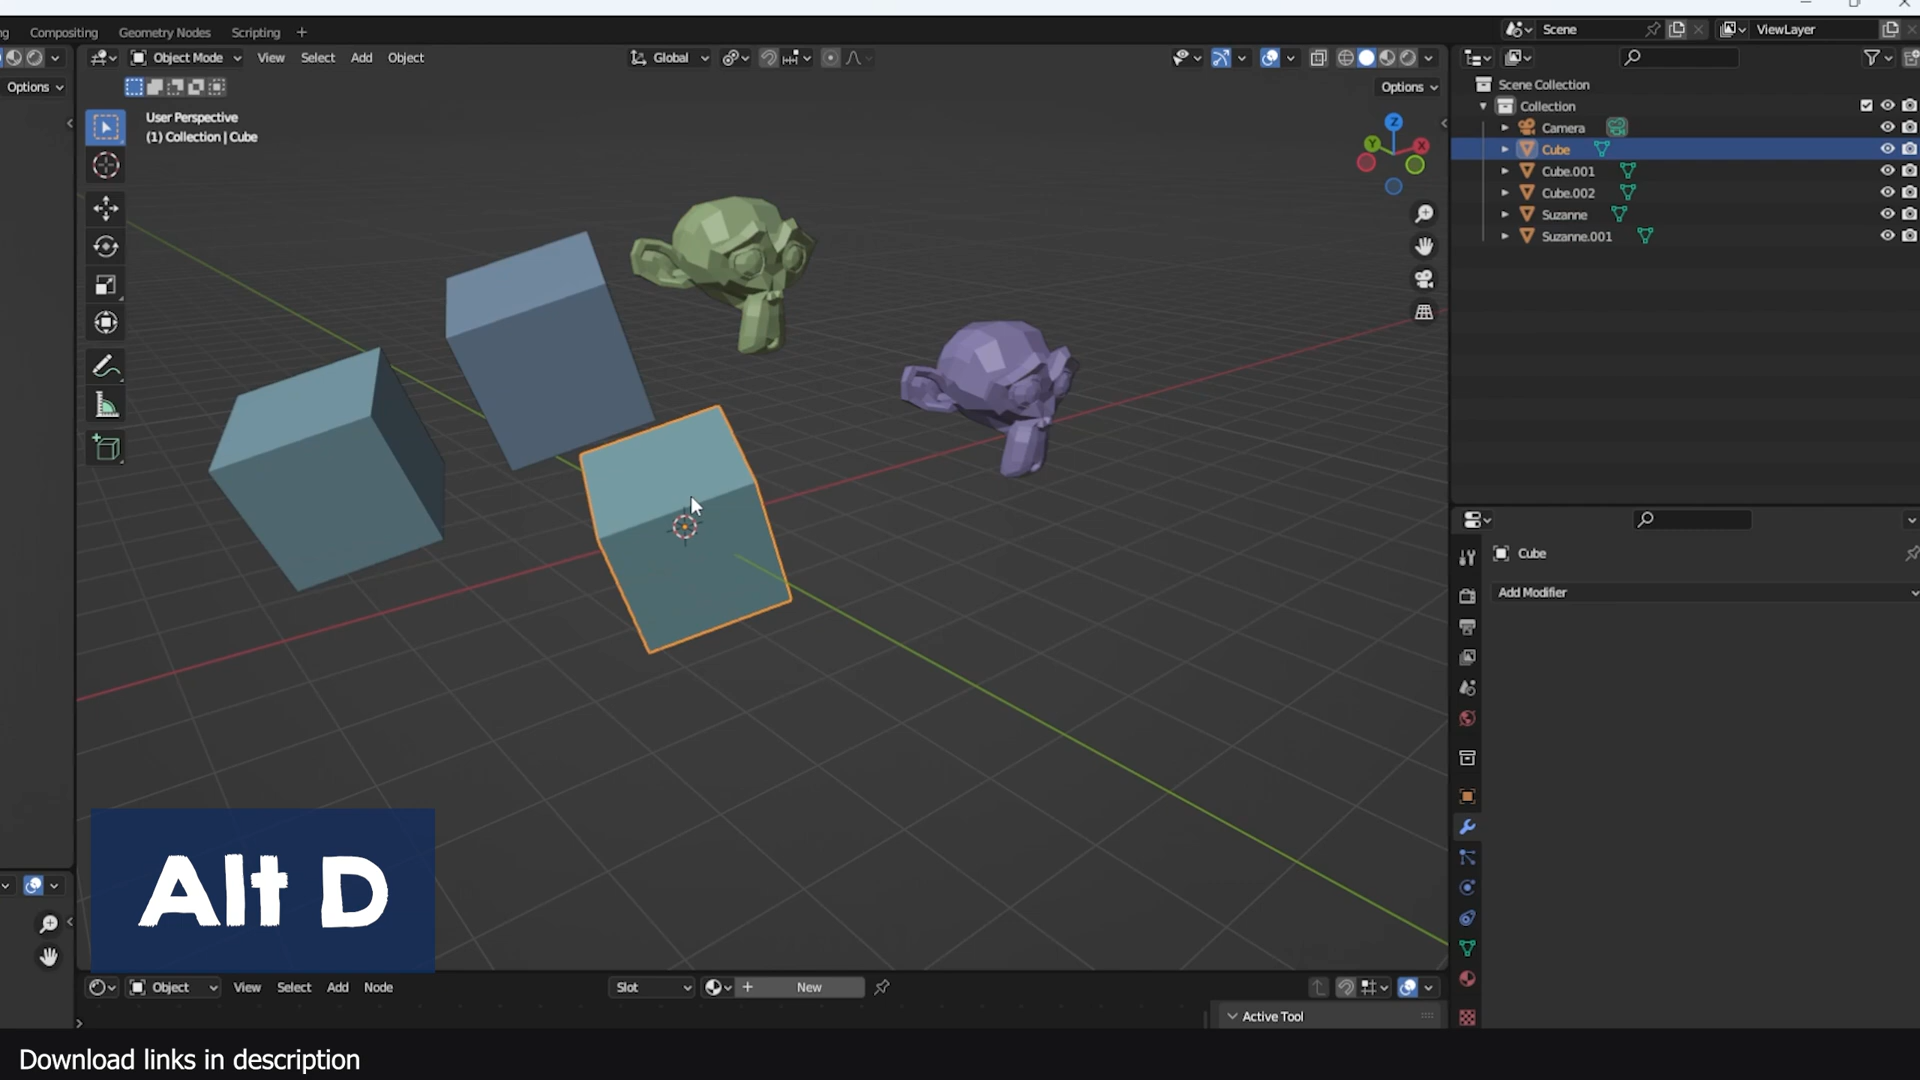 Compositing Geometry Nodes Scripting +
Scene
ViewLayer
Object Mode View Select Add Object
Global
Options
Options
User Perspective
(1) Collection | Cube
Z
Y
X
Scene Collection
Collection
Camera
Cube
Cube.001
Cube.002
Suzanne
Suzanne.001
Cube
Add Modifier
Alt D
Object View Select Add Node
Slot
New
Active Tool
Download links in description